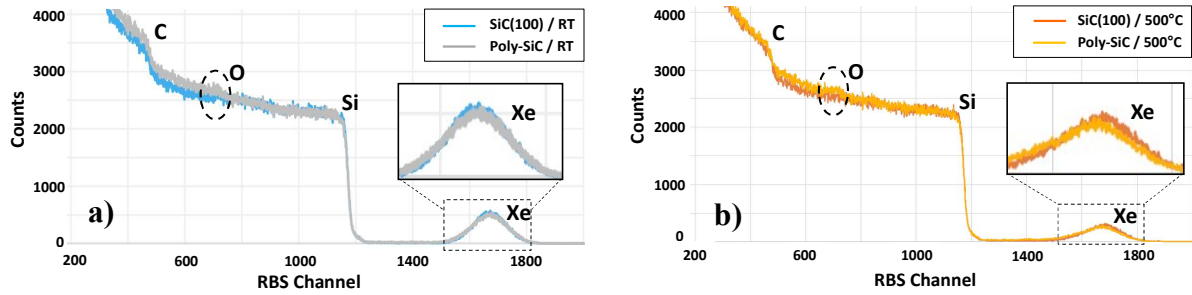 4000
3000
2000
1000
0
Counts
C
O
Si
Xe
Xe
SiC(100) / RT
Poly-SiC / RT
a)
200
600
1000
1400
1800
RBS Channel
4000
3000
2000
1000
0
Counts
C
O
Si
Xe
Xe
SiC(100) / 500°C
Poly-SiC / 500°C
b)
200
600
1000
1400
1800
RBS Channel